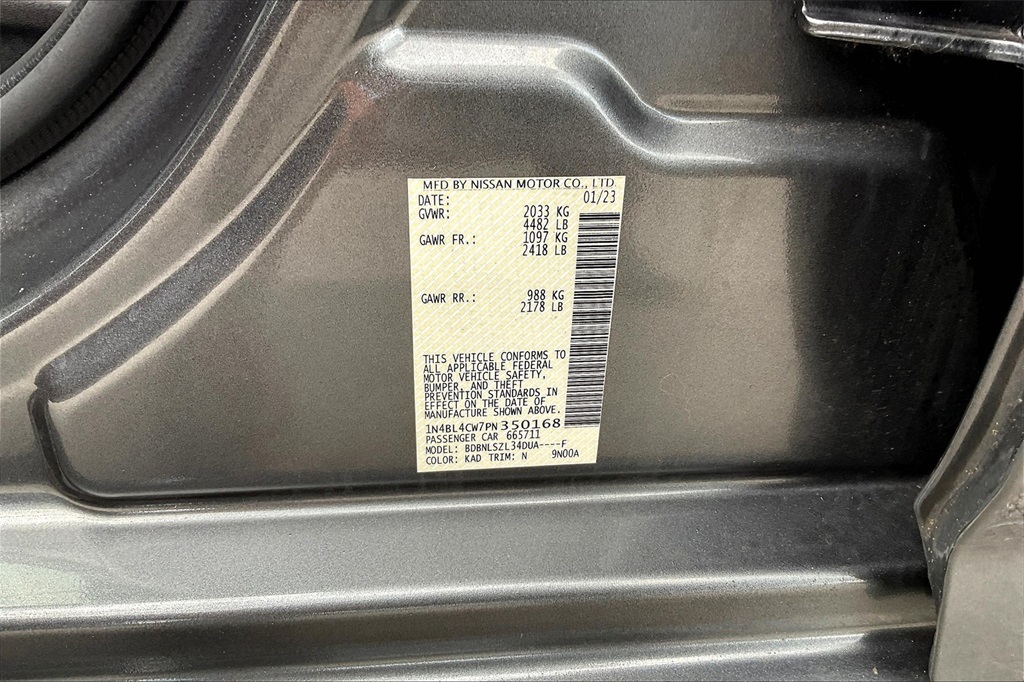 MFD BY NISSAN MOTOR CO., LTD
DATE: 01/23
GVWR: 2033 KG
4482 LB
GAWR FR.: 1097 KG
2418 LB
GAWR RR.: 988 KG
2178 LB
THIS VEHICLE CONFORMS TO
ALL APPLICABLE FEDERAL
MOTOR VEHICLE SAFETY,
BUMPER, AND THEFT
PREVENTION STANDARDS IN
EFFECT ON THE DATE OF
MANUFACTURE SHOWN ABOVE.
1N4BL4CW7PN350168
PASSENGER CAR 665711
MODEL: BDBNLSZL34DUA----F
COLOR: KAD TRIM: N 9N00A